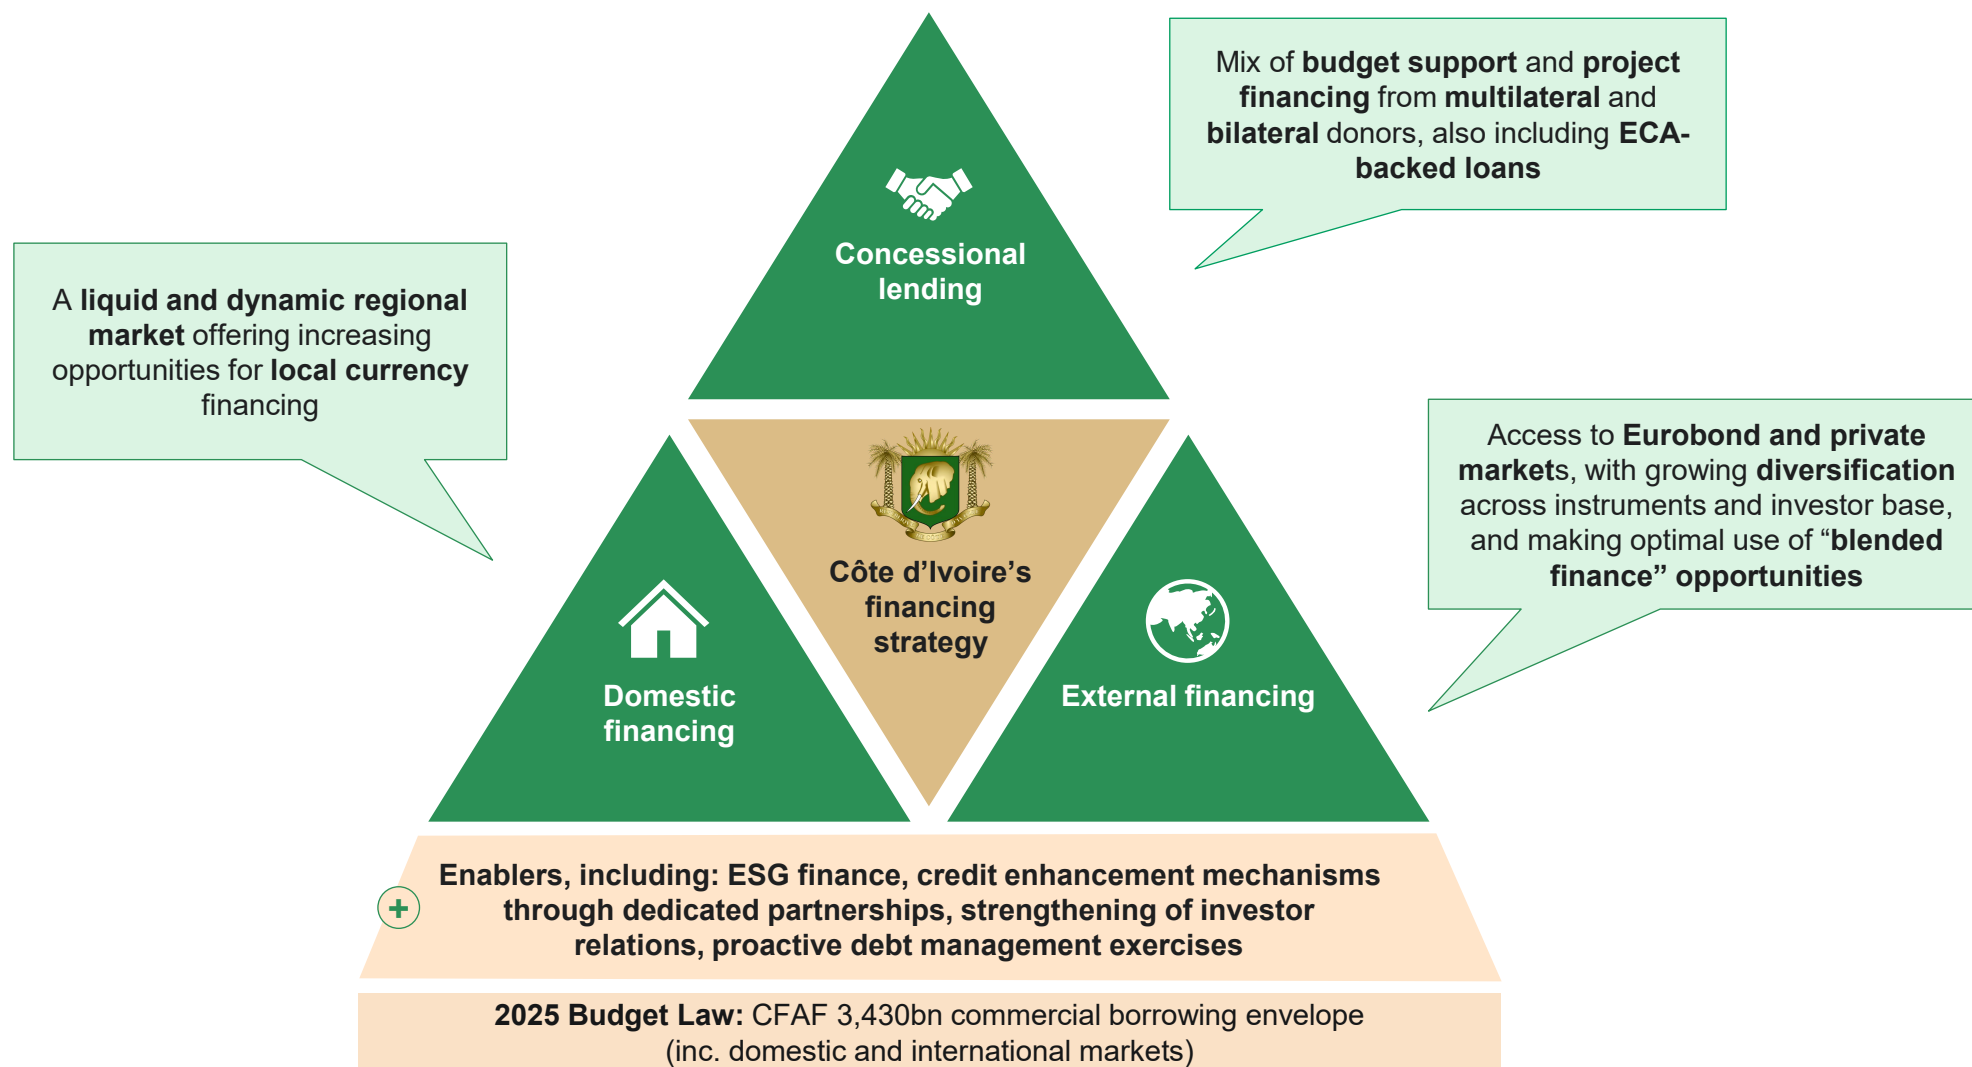 Mix of budget support and project
financing from multilateral and
bilateral donors, also including ECA-
backed loans
Concessional
lending
A liquid and dynamic regional
market offering increasing
opportunities for local currency
financing
Access to Eurobond and private
markets, with growing diversification
across instruments and investor base,
and making optimal use of “blended
finance” opportunities
Côte d’Ivoire’s
financing
strategy
Domestic
financing
External financing
Enablers, including: ESG finance, credit enhancement mechanisms
through dedicated partnerships, strengthening of investor
relations, proactive debt management exercises
2025 Budget Law: CFAF 3,430bn commercial borrowing envelope
(inc. domestic and international markets)